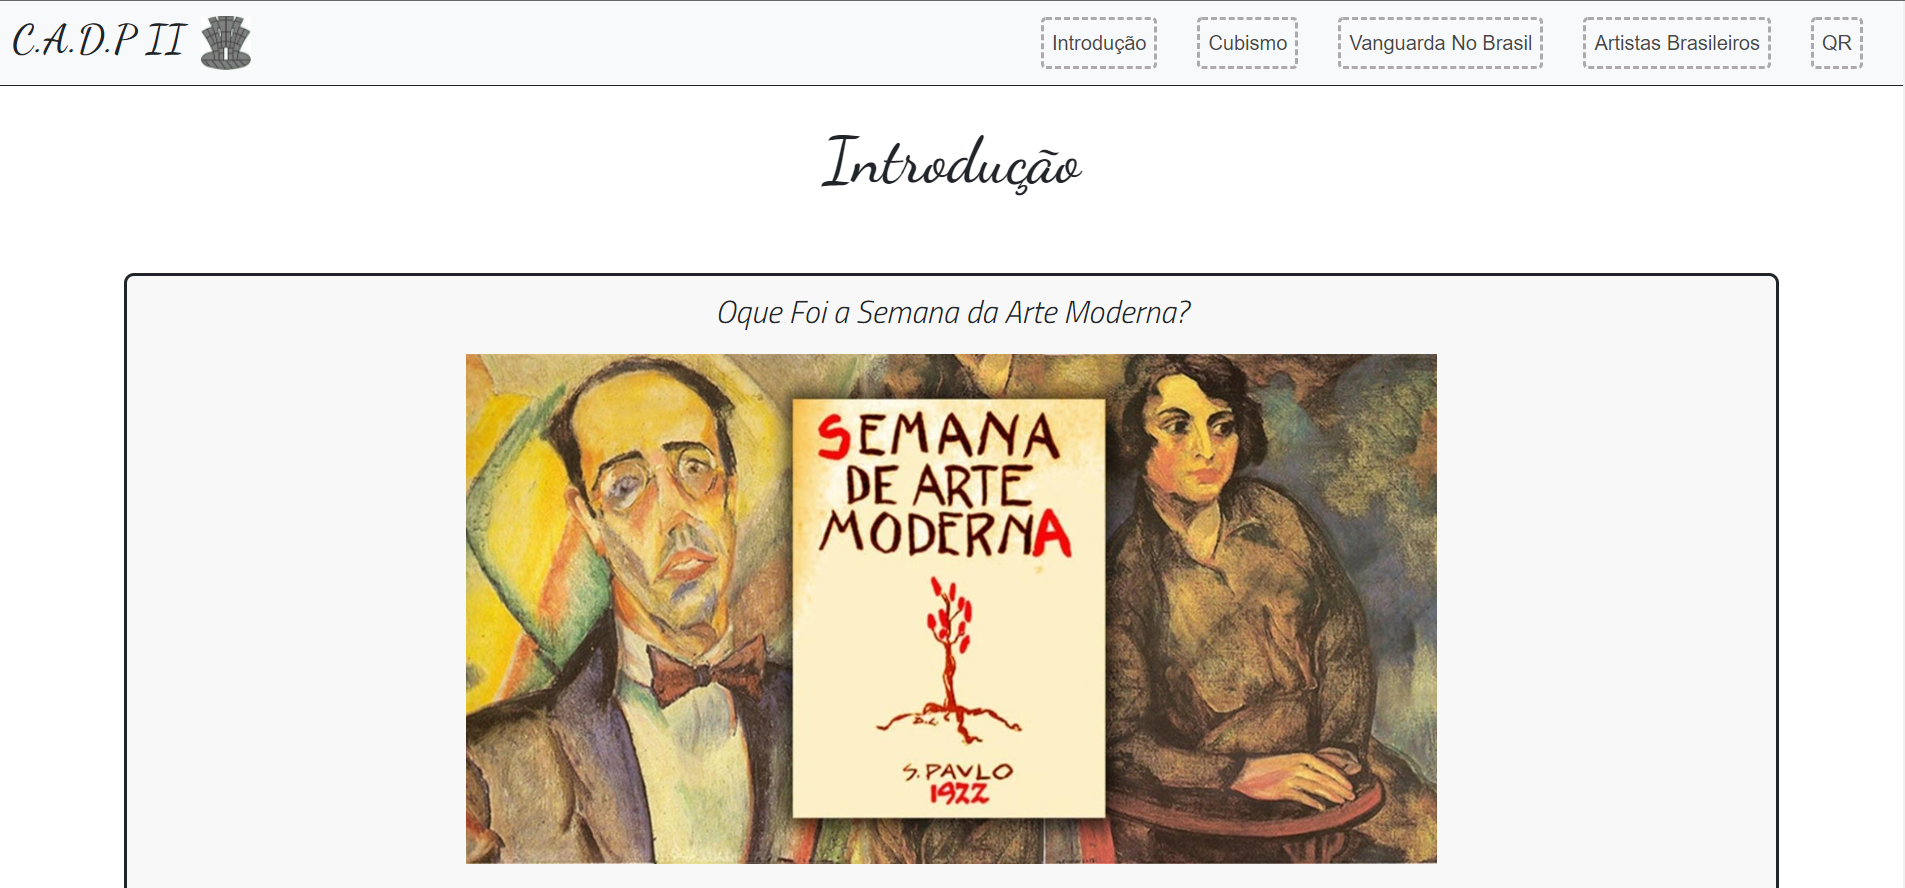 C.A.D.P II
Introdução
Cubismo
Vanguarda No Brasil
Artistas Brasileiros
QR
Introdução
Oque Foi a Semana da Arte Moderna?
SEMANA
DE ARTE
MODERNA
D.C.
S. PAVLO
1922